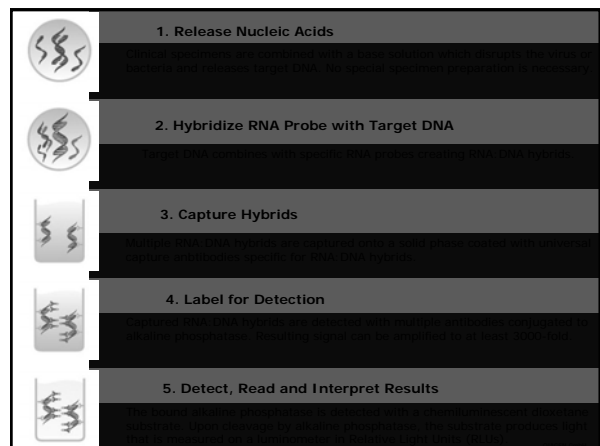 1. Release Nucleic Acids
Clinical specimens are combined with a base solution which disrupts the virus or
bacteria and releases target DNA. No special specimen preparation is necessary.
2. Hybridize RNA Probe with Target DNA
Target DNA combines with specific RNA probes creating RNA:DNA hybrids.
3. Capture Hybrids
Multiple RNA:DNA hybrids are captured onto a solid phase coated with universal
capture antibodies specific for RNA:DNA hybrids.
4. Label for Detection
Captured RNA:DNA hybrids are detected with multiple antibodies conjugated to
alkaline phosphatase. Resulting signal can be amplified to at least 3000-fold.
5. Detect, Read and Interpret Results
The bound alkaline phosphatase is detected with a chemiluminescent dioxetane
substrate. Upon cleavage by alkaline phosphatase, the substrate produces light
that is measured on a luminometer in Relative Light Units (RLUs).